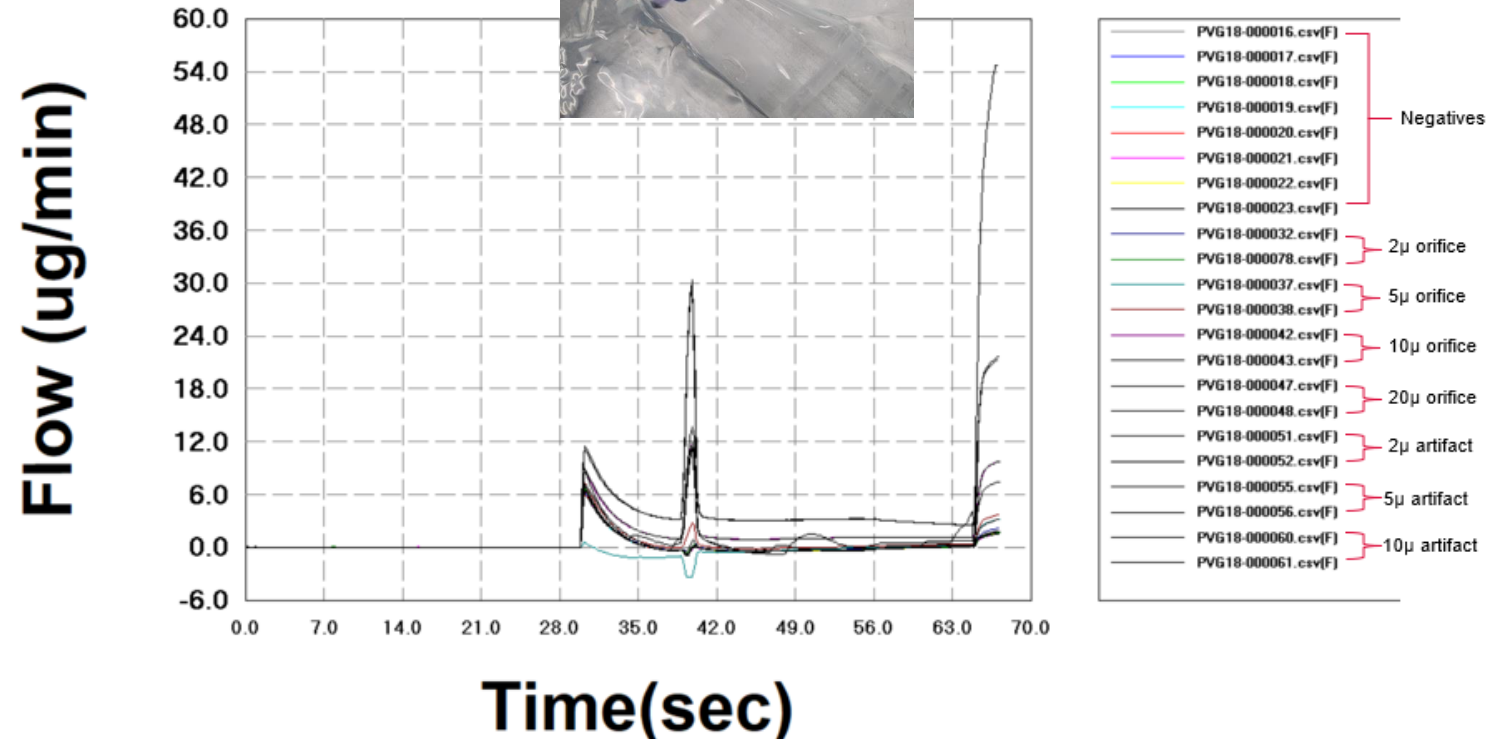 Flow (ug/min)
60.0
54.0
48.0
42.0
36.0
30.0
24.0
18.0
12.0
6.0
0.0
-6.0
0.0 7.0 14.0 21.0 28.0 35.0 42.0 49.0 56.0 63.0 70.0
Time(sec)
PVG18-000016.csv(F)
PVG18-000017.csv(F)
PVG18-000018.csv(F)
PVG18-000019.csv(F)
PVG18-000020.csv(F)
PVG18-000021.csv(F)
PVG18-000022.csv(F)
PVG18-000023.csv(F)
Negatives
PVG18-000032.csv(F)
PVG18-000078.csv(F)
2µ orifice
PVG18-000037.csv(F)
PVG18-000038.csv(F)
5µ orifice
PVG18-000042.csv(F)
PVG18-000043.csv(F)
10µ orifice
PVG18-000047.csv(F)
PVG18-000048.csv(F)
20µ orifice
PVG18-000051.csv(F)
PVG18-000052.csv(F)
2µ artifact
PVG18-000055.csv(F)
PVG18-000056.csv(F)
5µ artifact
PVG18-000060.csv(F)
PVG18-000061.csv(F)
10µ artifact